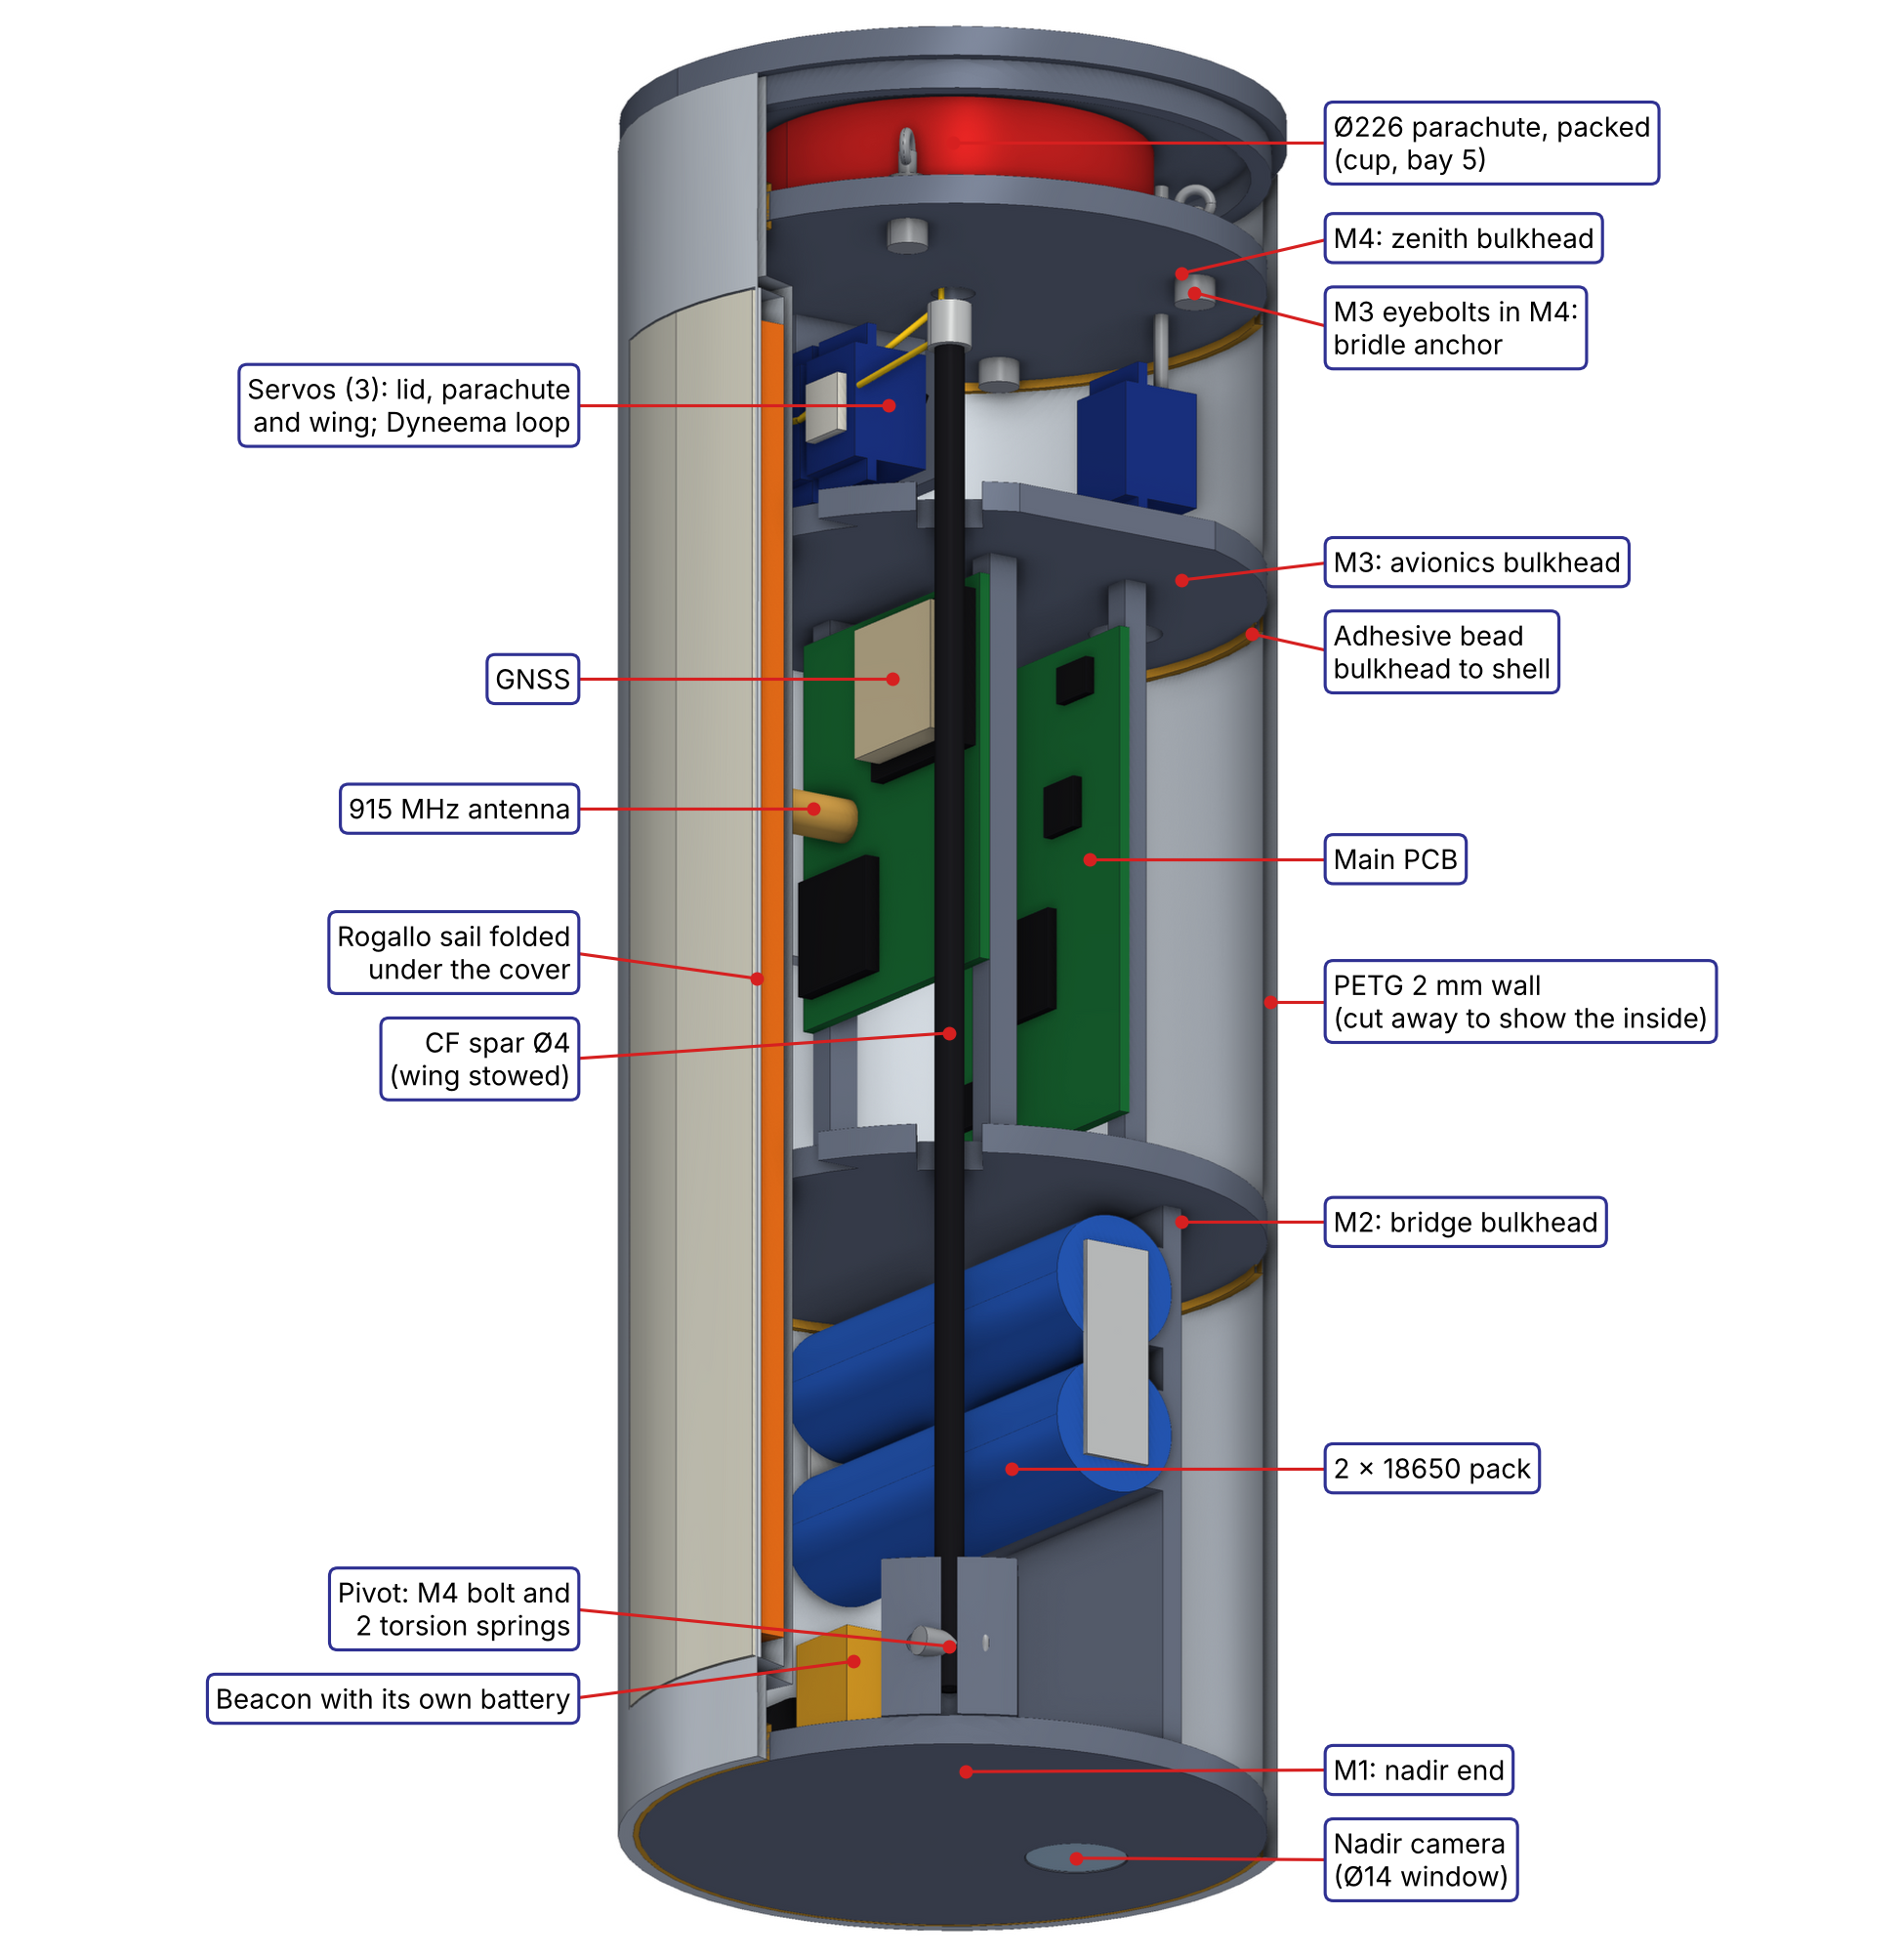 Ø226 parachute, packed
(cup, bay 5)
M4: zenith bulkhead
M3 eyebolts in M4:
bridle anchor
Servos (3): lid, parachute
and wing; Dyneema loop
M3: avionics bulkhead
Adhesive bead
bulkhead to shell
GNSS
915 MHz antenna
Main PCB
Rogallo sail folded
under the cover
PETG 2 mm wall
(cut away to show the inside)
CF spar Ø4
(wing stowed)
M2: bridge bulkhead
2 × 18650 pack
Pivot: M4 bolt and
2 torsion springs
Beacon with its own battery
M1: nadir end
Nadir camera
(Ø14 window)